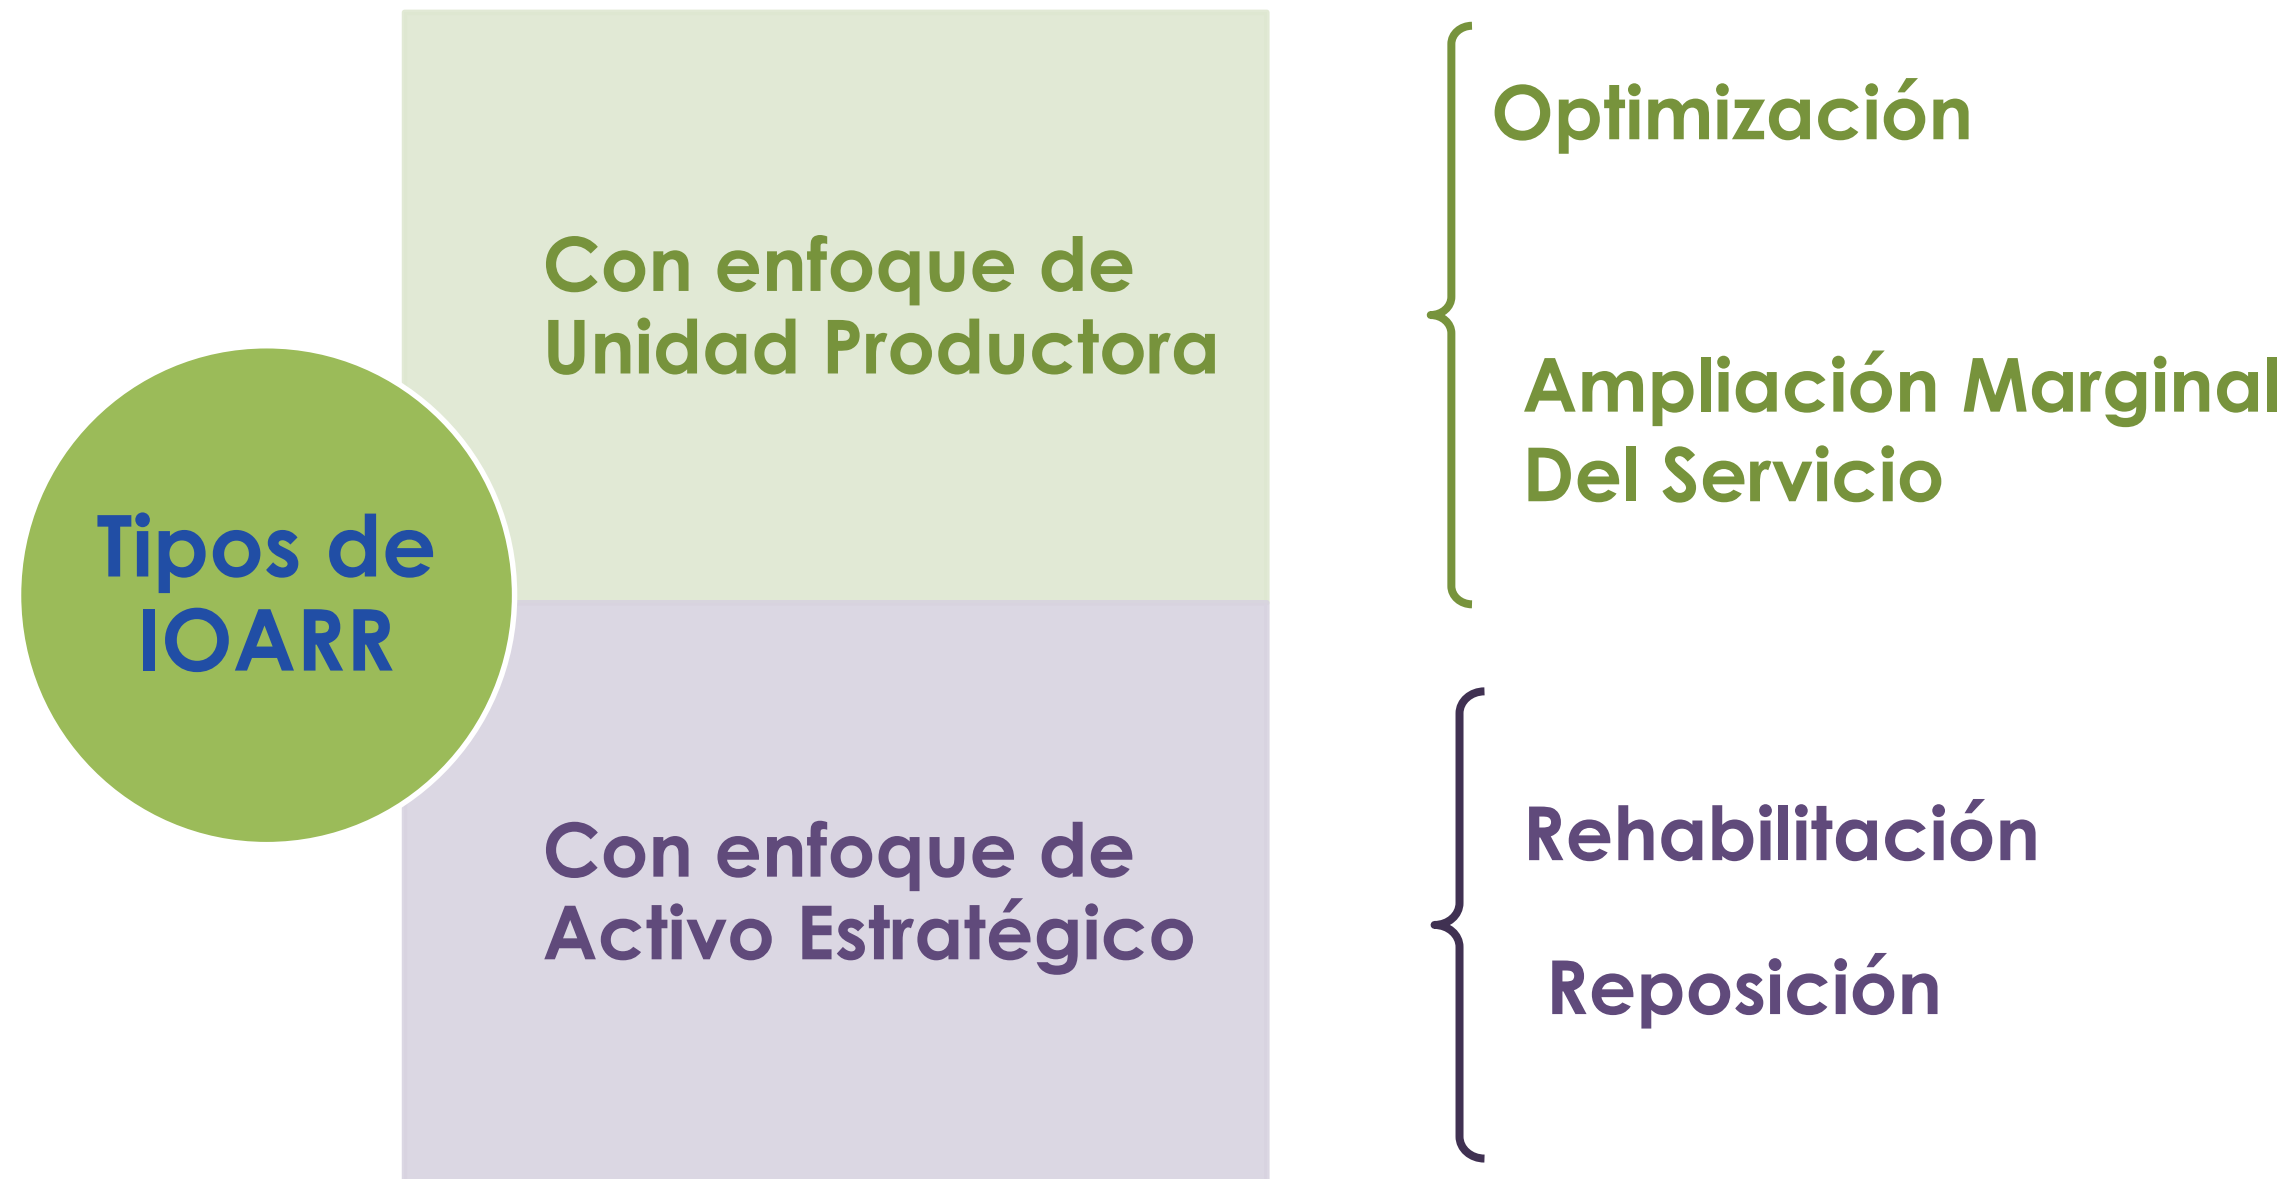 Tipos de
IOARR
Con enfoque de
Unidad Productora
Optimización
Ampliación Marginal
Del Servicio
Con enfoque de
Activo Estratégico
Rehabilitación
Reposición